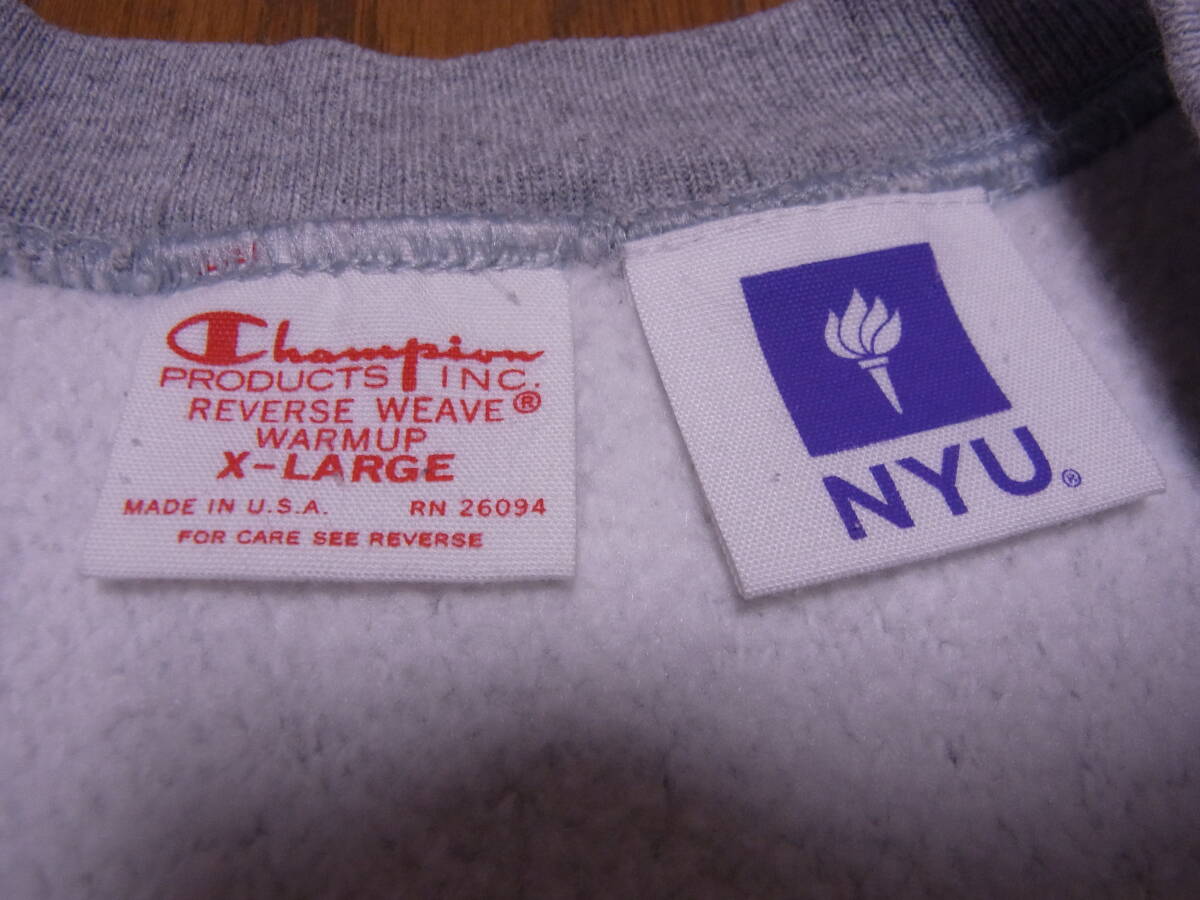 Champion
PRODUCTS INC.
REVERSE WEAVE®
WARMUP
X-LARGE
MADE IN U.S.A. RN 26094
FOR CARE SEE REVERSE
NYU®